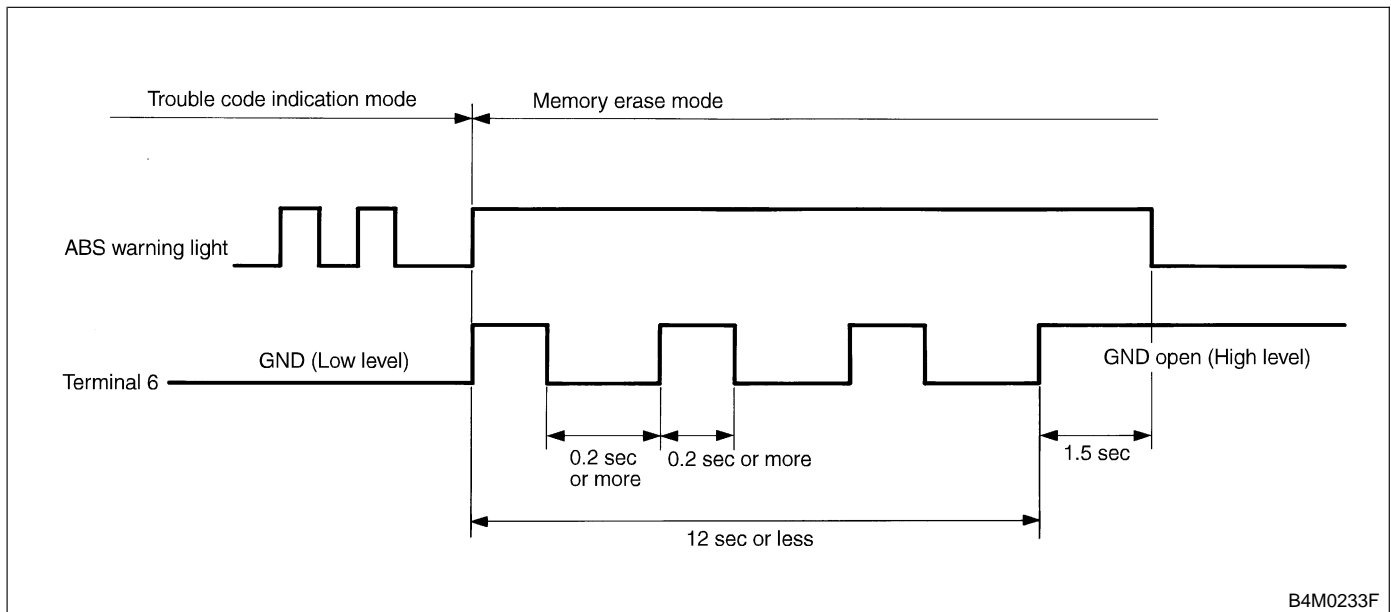 Trouble code indication mode
Memory erase mode
ABS warning light
GND (Low level)
GND open (High level)
Terminal 6
0.2 sec
or more
0.2 sec or more
1.5 sec
12 sec or less
B4M0233F